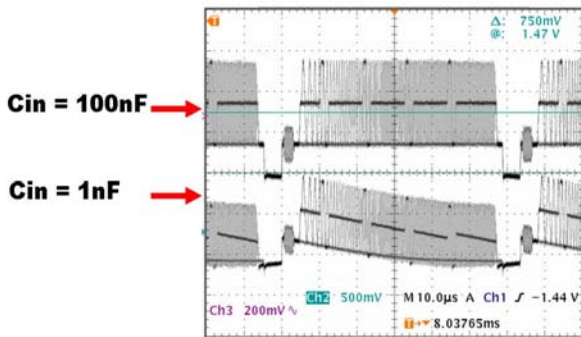 Δ: 750mV
@: 1.47 V
Cin = 100nF
Cin = 1nF
Ch2 500mV M 10.0µs A Ch1 ∫ −1.44 V
Ch3 200mV∿
T→▼ 8.03765ms